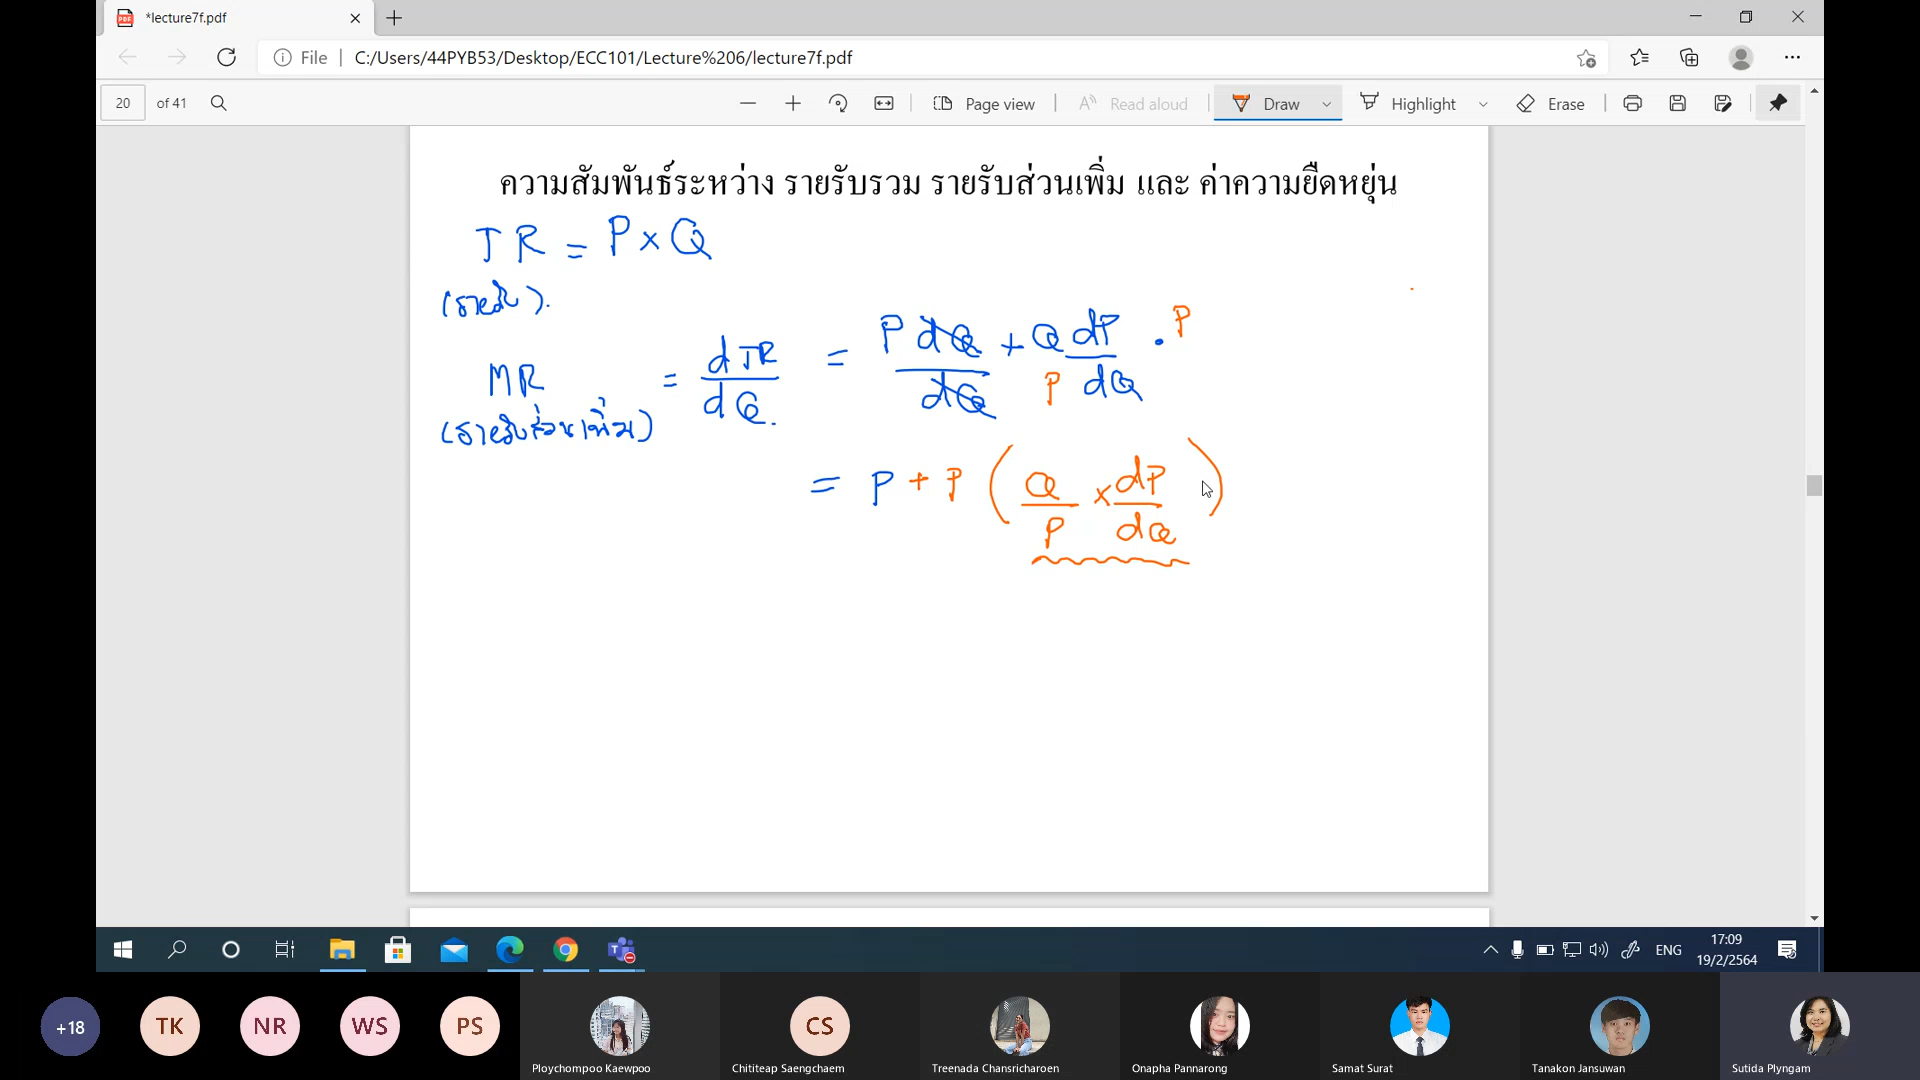 *lecture7f.pdf
File C:/Users/44PYB53/Desktop/ECC101/Lecture%206/lecture7f.pdf
20 of 41 Page view Read aloud Draw Highlight Erase
ความสัมพันธ์ระหว่าง รายรับรวม รายรับส่วนเพิ่ม และ ค่าความยืดหยุ่น
TR = P × Q
(รายรับ).
MR = dTR/dQ. = P dQ/dQ + Q/P dP/dQ · P
(รายรับส่วนเพิ่ม)
= P + P (Q/P × dP/dQ)
ENG 17:09
19/2/2564
+18 TK NR WS PS CS
Ploychompoo Kaewpoo Chititeap Saengchaem Treenada Chansricharoen Onapha Pannarong Samat Surat Tanakon Jansuwan Sutida Plyngam